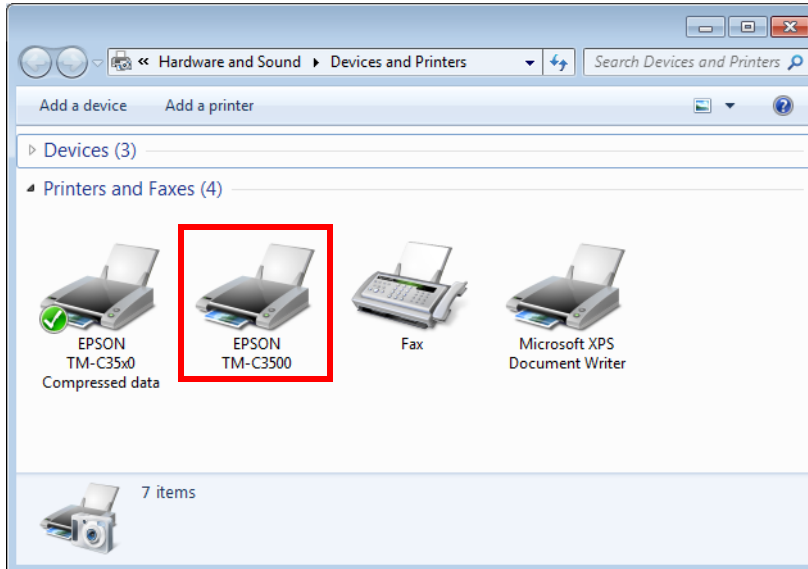 « Hardware and Sound Devices and Printers Search Devices and Printers
Add a device Add a printer
Devices (3)
Printers and Faxes (4)
EPSON
TM-C35x0
Compressed data
EPSON
TM-C3500
Fax
Microsoft XPS
Document Writer
7 items